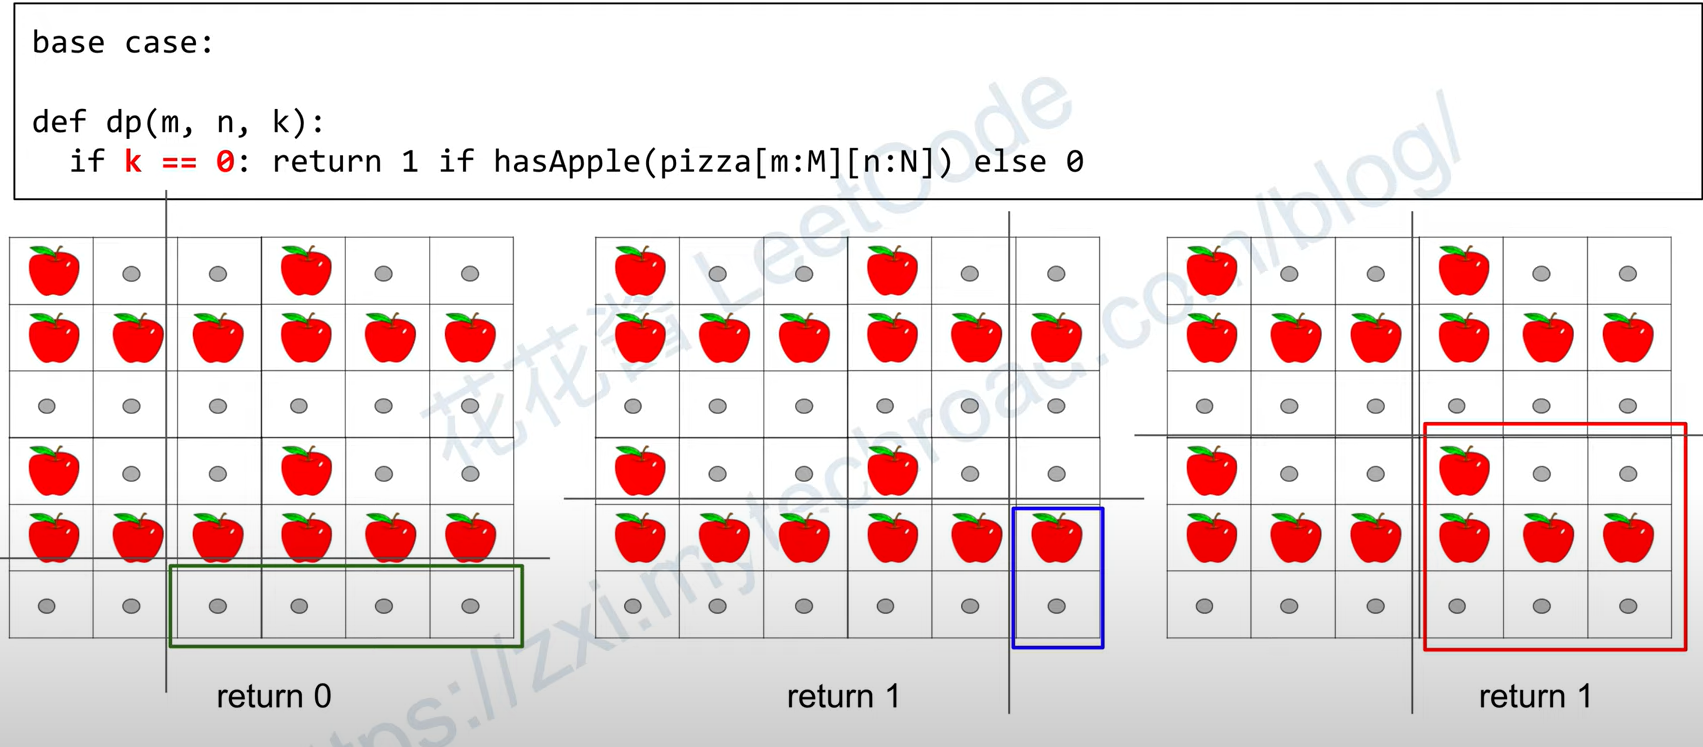 base case:
def dp(m, n, k):
if k == 0: return 1 if hasApple(pizza[m:M][n:N]) else 0
花花酱 LeetCode
https://zxi.mytechroad.com/blog/
return 0
return 1
return 1